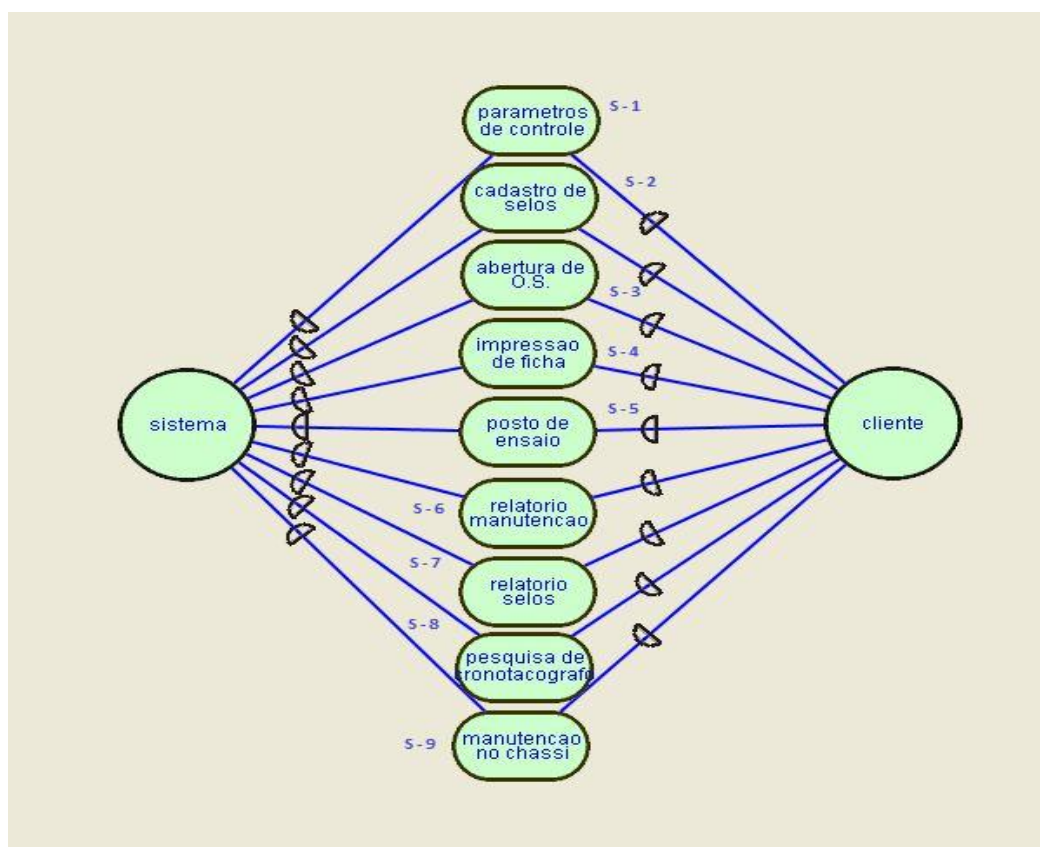 parametros
de controle
S-1
cadastro de
selos
S-2
abertura de
O.S.
S-3
impressao
de ficha
S-4
sistema
posto de
ensaio
S-5
cliente
S-6
relatorio
manutencao
S-7
relatorio
selos
S-8
pesquisa de
cronotacografo
S-9
manutencao
no chassi